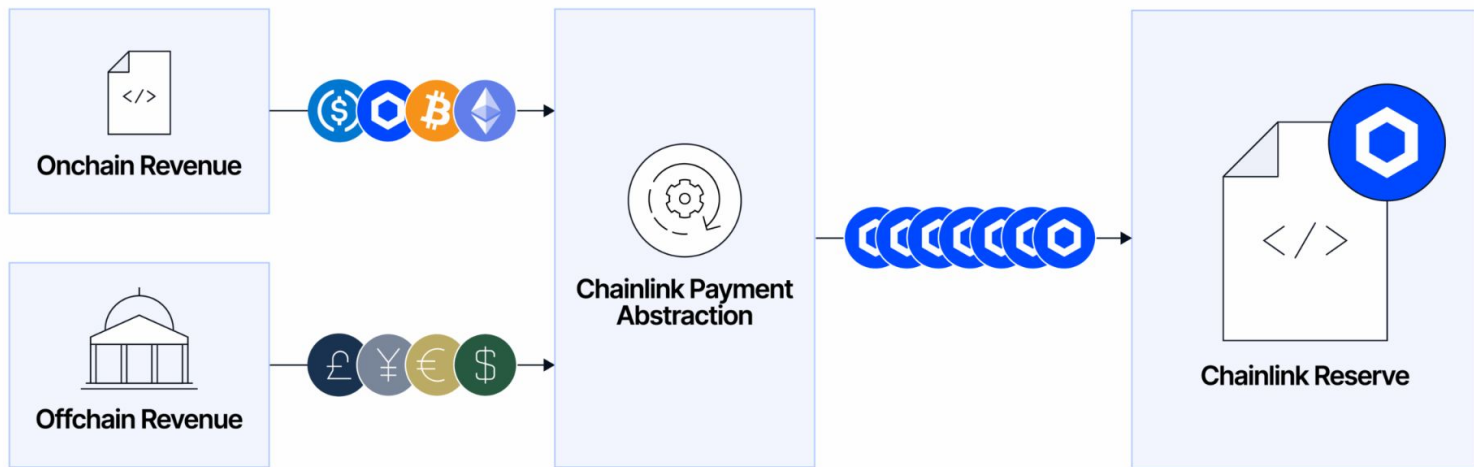 </>
Onchain Revenue
$
₿
Offchain Revenue
£
¥
€
$
Chainlink Payment
Abstraction
</>
Chainlink Reserve